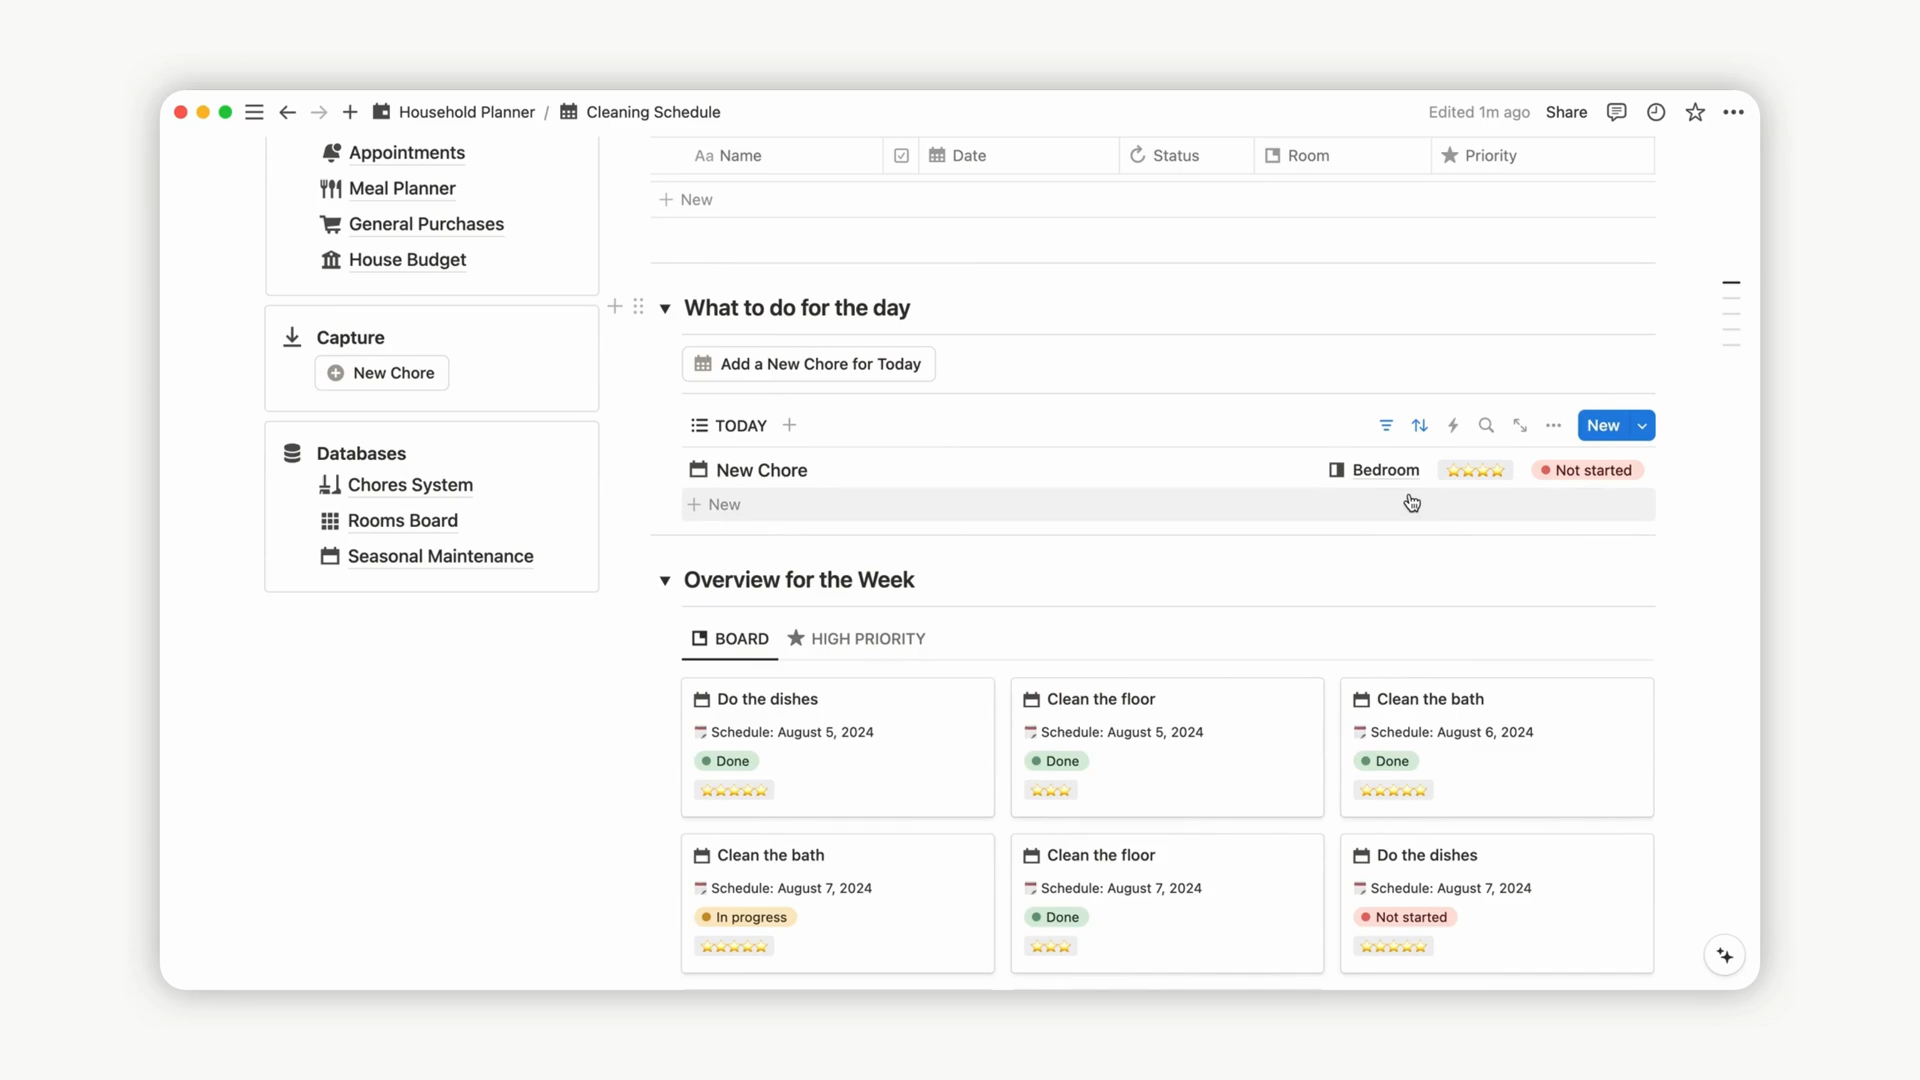 Household Planner / Cleaning Schedule
Edited 1m ago Share
Appointments
Meal Planner
General Purchases
House Budget
Capture
New Chore
Databases
Chores System
Rooms Board
Seasonal Maintenance
Aa Name Date Status Room Priority
+ New
What to do for the day
Add a New Chore for Today
TODAY +
New
New Chore Bedroom Not started
+ New
Overview for the Week
BOARD HIGH PRIORITY
Do the dishes
Schedule: August 5, 2024
Done
Clean the floor
Schedule: August 5, 2024
Done
Clean the bath
Schedule: August 6, 2024
Done
Clean the bath
Schedule: August 7, 2024
In progress
Clean the floor
Schedule: August 7, 2024
Done
Do the dishes
Schedule: August 7, 2024
Not started